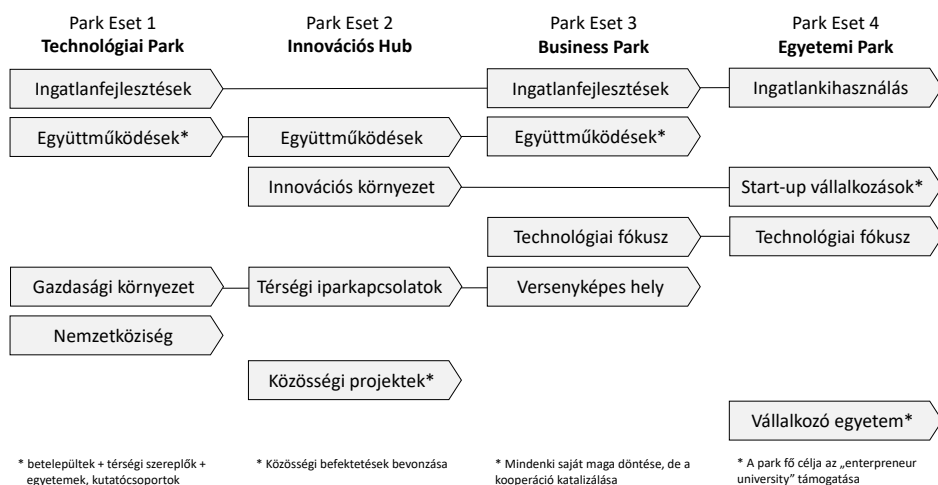 Park Eset 1
Technológiai Park
Park Eset 2
Innovációs Hub
Park Eset 3
Business Park
Park Eset 4
Egyetemi Park
Ingatlanfejlesztések
Ingatlanfejlesztések
Ingatlankihasználás
Együttműködések*
Együttműködések
Együttműködések*
Innovációs környezet
Start-up vállalkozások*
Technológiai fókusz
Technológiai fókusz
Gazdasági környezet
Térségi iparkapcsolatok
Versenyképes hely
Nemzetköziség
Közösségi projektek*
Vállalkozó egyetem*
* betelepültek + térségi szereplők +
egyetemek, kutatócsoportok
* Közösségi befektetések bevonzása
* Mindenki saját maga döntése, de a
kooperáció katalizálása
* A park fő célja az „enterpreneur
university” támogatása